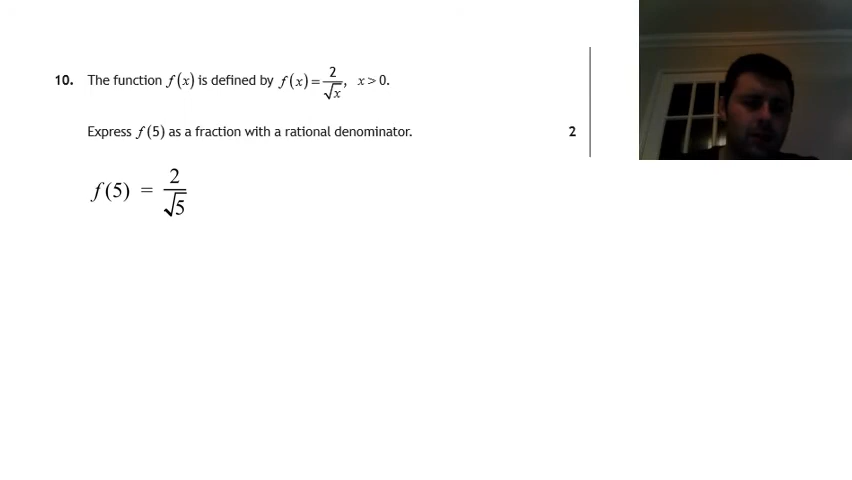 10. The function f(x) is defined by f(x) = 2/√x, x > 0.
Express f(5) as a fraction with a rational denominator. 2
f(5) = 2/√5